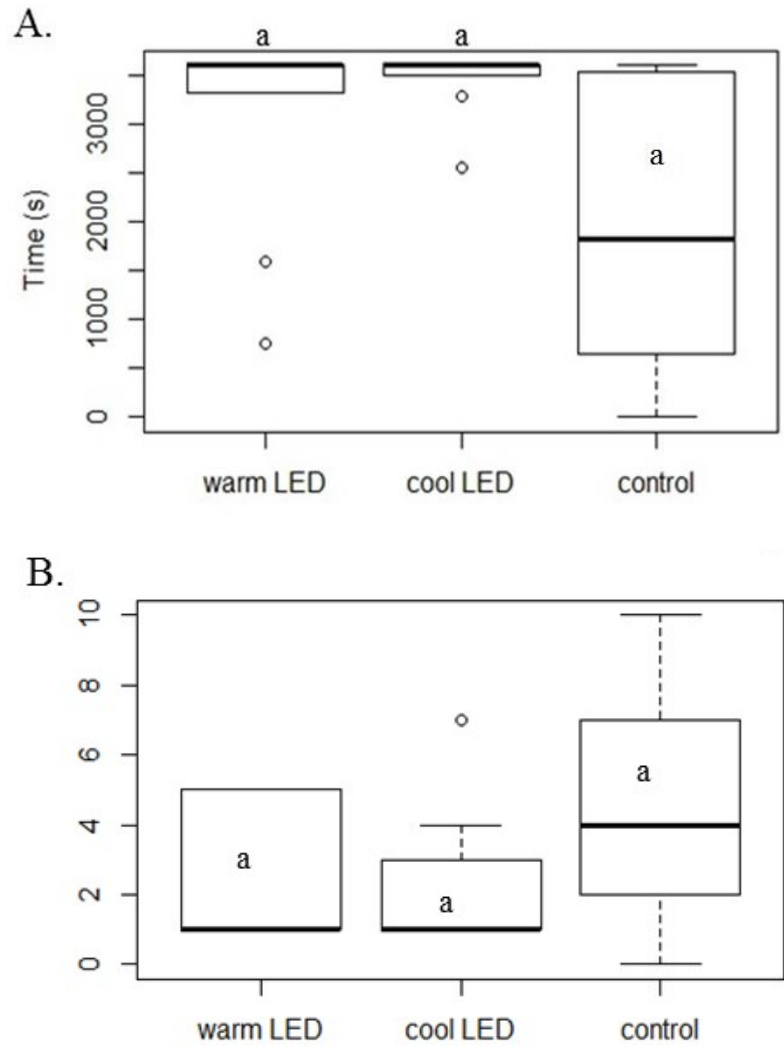 A.
a a
a
3000
2000
1000
0
Time (s)
warm LED cool LED control
B.
10
8
6
4
2
0
a
a
a
warm LED cool LED control